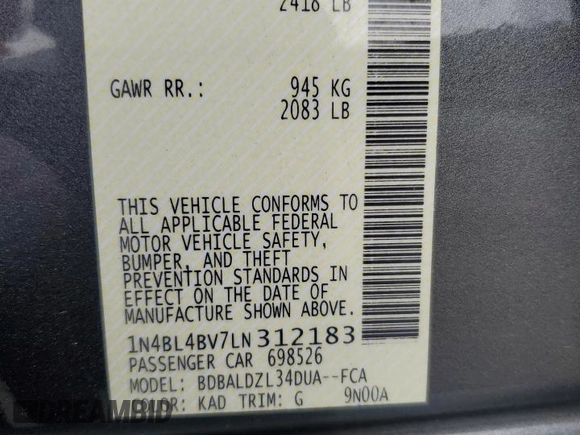 2418 LB
GAWR RR.: 945 KG
2083 LB
THIS VEHICLE CONFORMS TO
ALL APPLICABLE FEDERAL
MOTOR VEHICLE SAFETY,
BUMPER, AND THEFT
PREVENTION STANDARDS IN
EFFECT ON THE DATE OF
MANUFACTURE SHOWN ABOVE.
1N4BL4BV7LN312183
PASSENGER CAR 698526
MODEL: BDBALDZL34DUA--FCA
COLOR: KAD TRIM: G 9N00A
DREAMBID